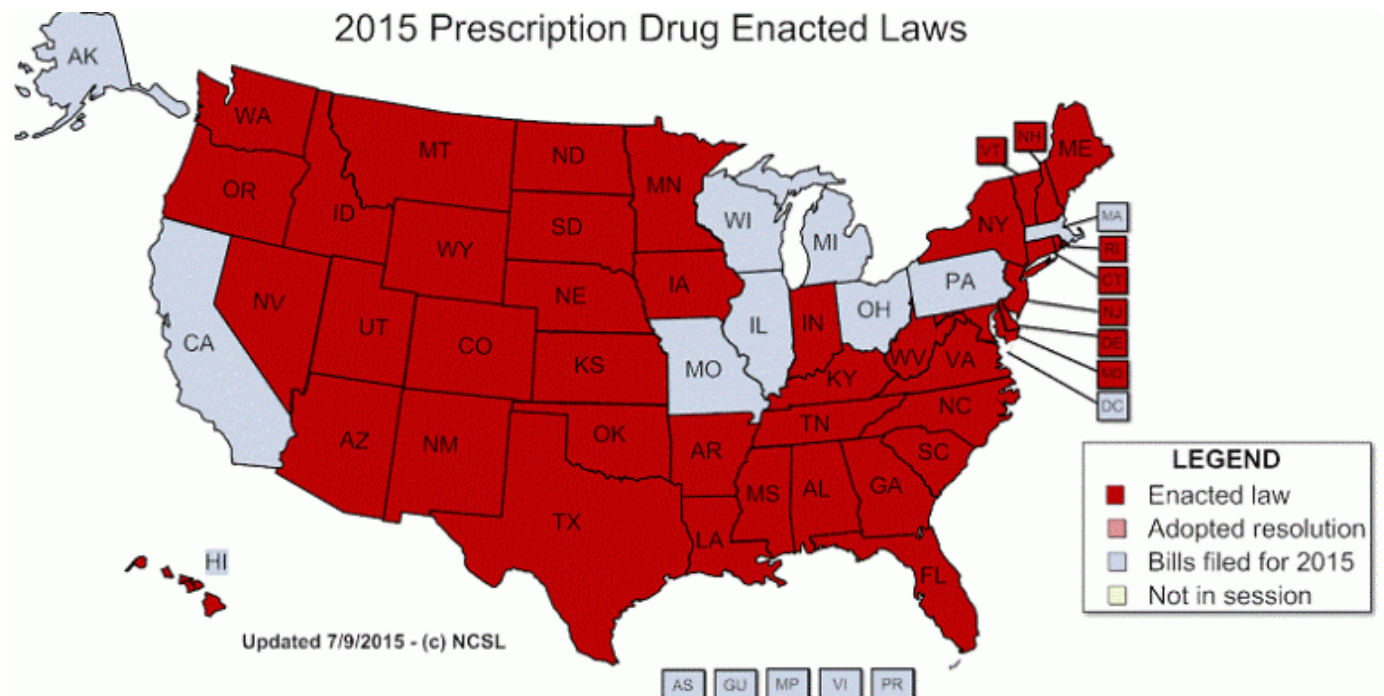 2015 Prescription Drug Enacted Laws
AK
WA
MT
ND
MN
OR
ID
SD
WY
WI
MI
NH
VT
ME
NY
MA
RI
CT
NJ
DE
MD
DC
PA
IA
NE
NV
UT
CO
KS
MO
IL
IN
OH
WV
VA
KY
CA
AZ
NM
OK
AR
TN
NC
SC
MS
AL
GA
TX
LA
FL
HI
LEGEND
Enacted law
Adopted resolution
Bills filed for 2015
Not in session
Updated 7/9/2015 - (c) NCSL
AS
GU
MP
VI
PR